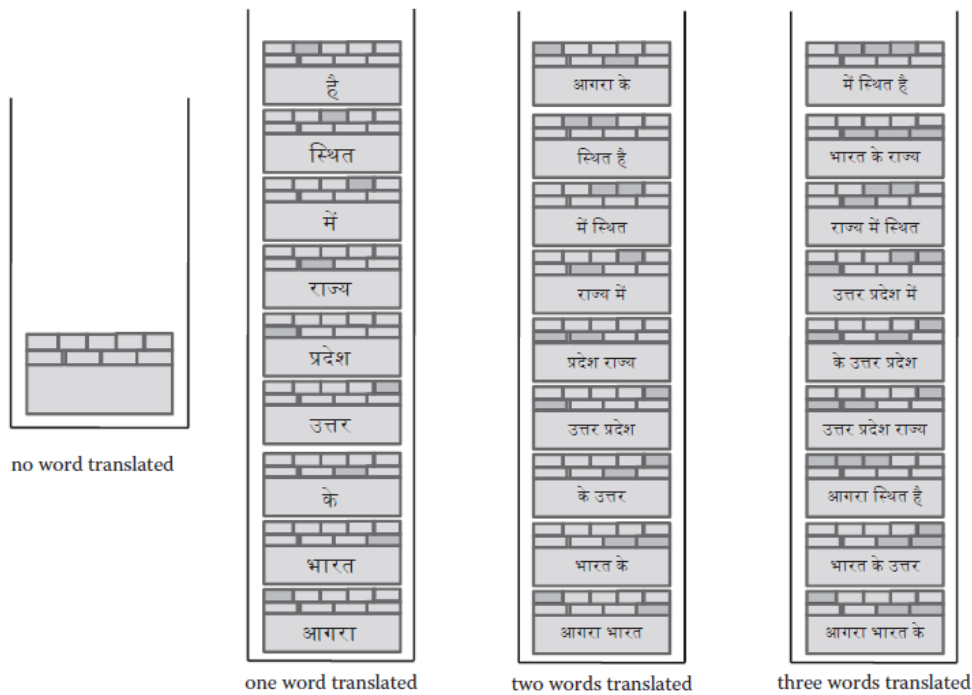 no word translated
है
स्थित
में
राज्य
प्रदेश
उत्तर
के
भारत
आगरा
one word translated
आगरा के
स्थित है
में स्थित
राज्य में
प्रदेश राज्य
उत्तर प्रदेश
के उत्तर
भारत के
आगरा भारत
two words translated
में स्थित है
भारत के राज्य
राज्य में स्थित
उत्तर प्रदेश में
के उत्तर प्रदेश
उत्तर प्रदेश राज्य
आगरा स्थित है
भारत के उत्तर
आगरा भारत के
three words translated